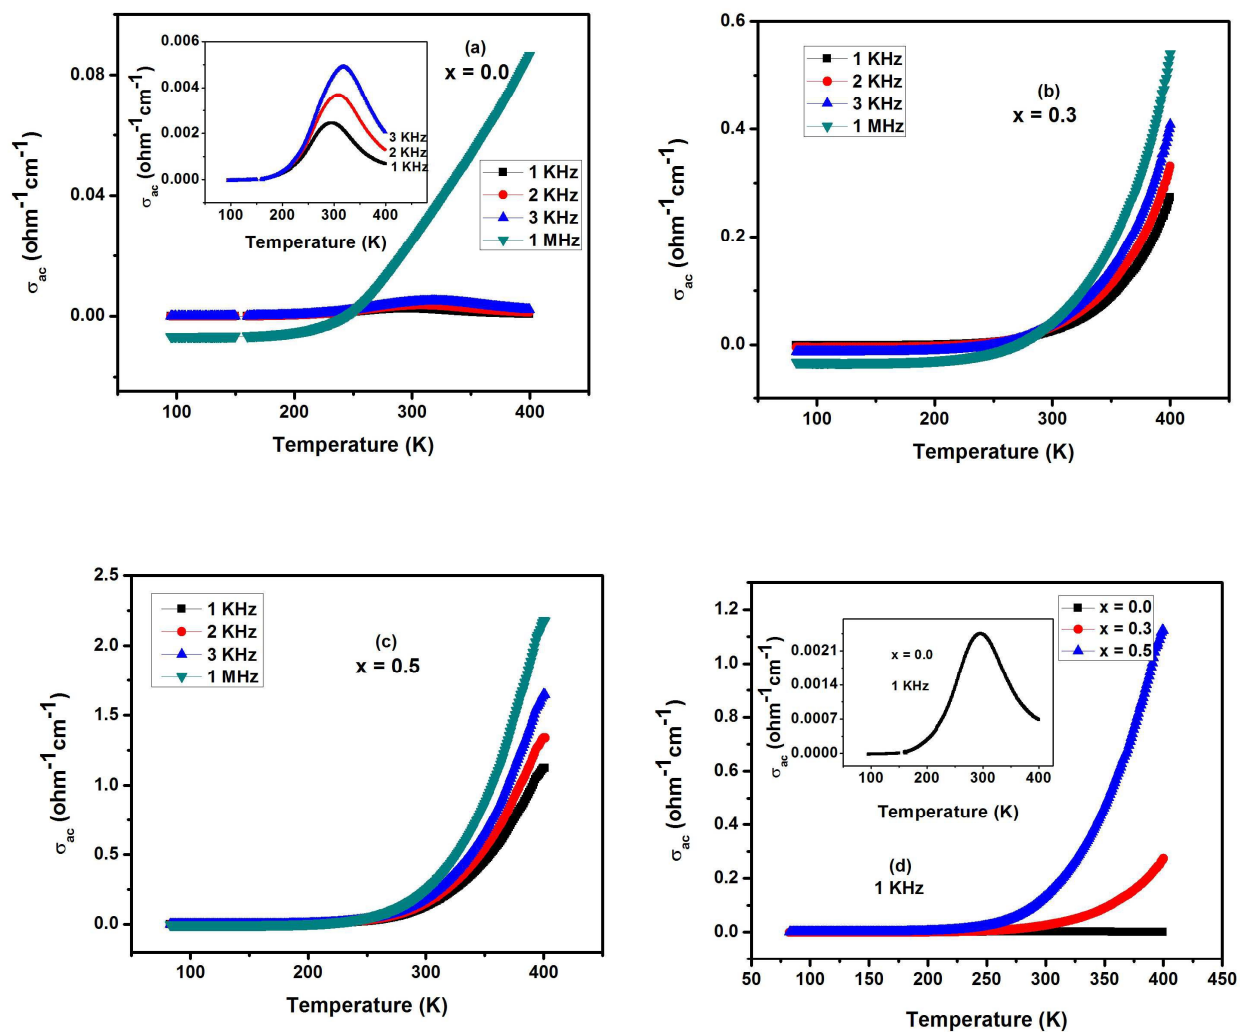 (a)
x = 0.0
σac (ohm-1cm-1)
0.08
0.04
0.00
100
200
300
400
Temperature (K)
1 KHz
2 KHz
3 KHz
1 MHz
σac (ohm-1cm-1)
0.006
0.004
0.002
0.000
3 KHz
2 KHz
1 KHz
100 200 300 400
Temperature (K)
(b)
x = 0.3
1 KHz
2 KHz
3 KHz
1 MHz
σac (ohm-1cm-1)
0.6
0.4
0.2
0.0
100
200
300
400
Temperature (K)
(c)
x = 0.5
1 KHz
2 KHz
3 KHz
1 MHz
σac (ohm-1cm-1)
2.5
2.0
1.5
1.0
0.5
0.0
100
200
300
400
Temperature (K)
x = 0.0
x = 0.3
x = 0.5
σac (ohm-1cm-1)
1.2
1.0
0.8
0.6
0.4
0.2
0.0
x = 0.0
1 KHz
σac (ohm-1cm-1)
0.0021
0.0014
0.0007
0.0000
100 200 300 400
Temperature (K)
(d)
1 KHz
50 100 150 200 250 300 350 400 450
Temperature (K)